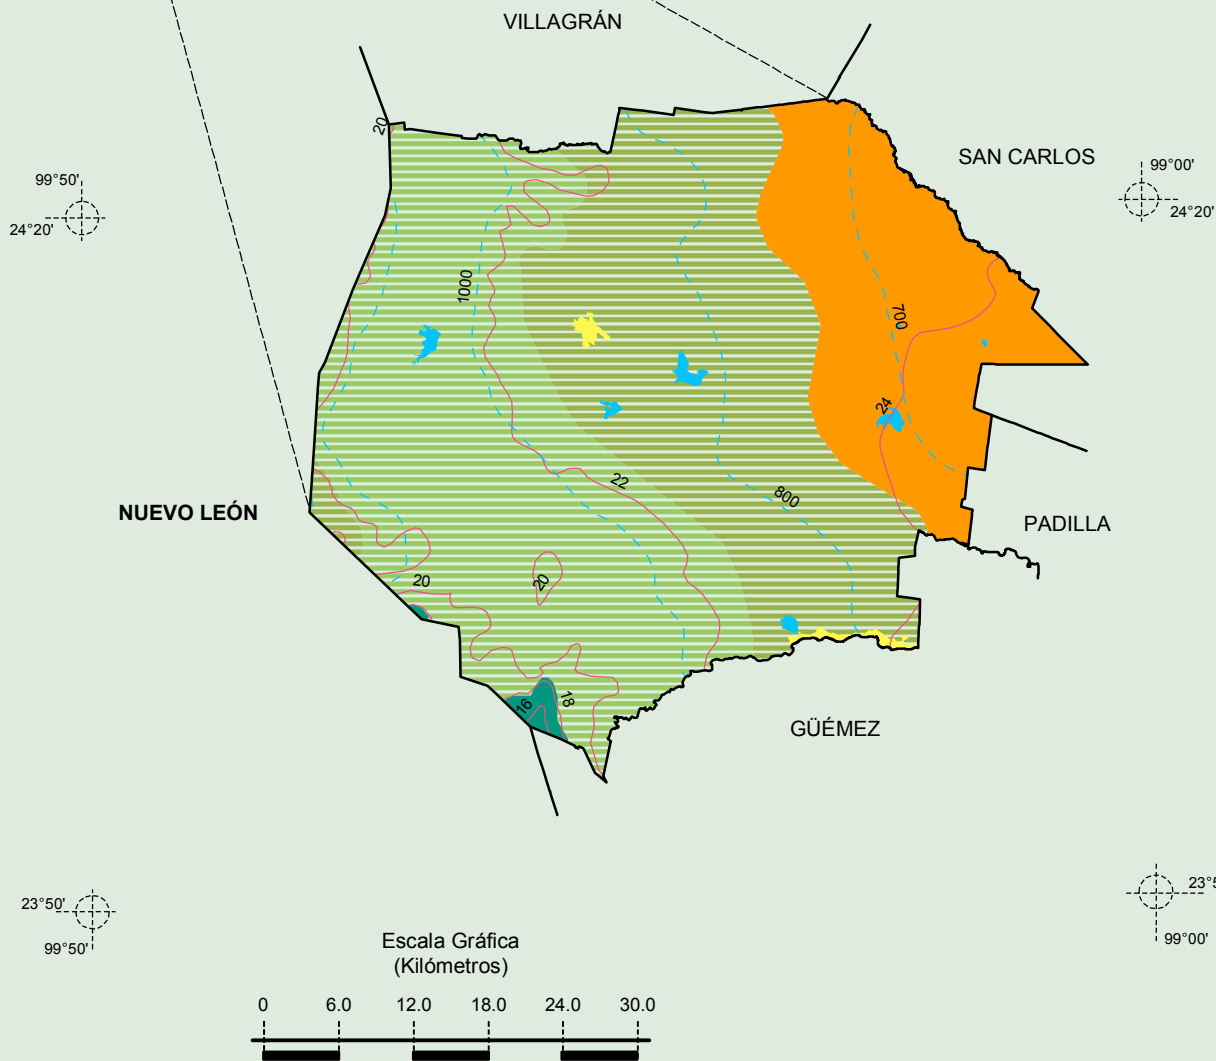 VILLAGRÁN
20
SAN CARLOS
99°50'
99°00'
24°20'
24°20'
1000
700
24
22
800
NUEVO LEÓN
PADILLA
20
20
18
16
GÜÉMEZ
23°50'
99°50'
99°00'
Escala Gráfica
(Kilómetros)
0 6.0 12.0 18.0 24.0 30.0